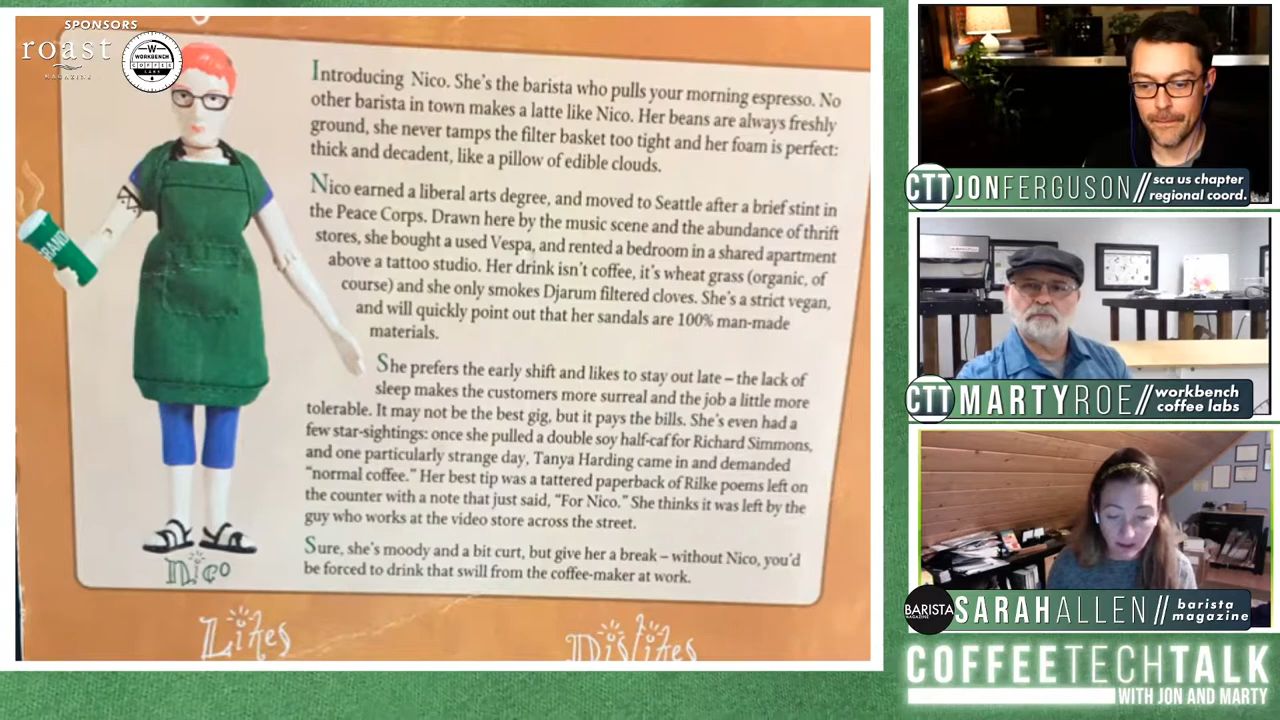 SPONSORS
roast
MAGAZINE
W
WORKBENCH
COFFEE
LABS
GRAND
Introducing Nico. She's the barista who pulls your morning espresso. No
other barista in town makes a latte like Nico. Her beans are always freshly
ground, she never tamps the filter basket too tight and her foam is perfect:
thick and decadent, like a pillow of edible clouds.
Nico earned a liberal arts degree, and moved to Seattle after a brief stint in
the Peace Corps. Drawn here by the music scene and the abundance of thrift
stores, she bought a used Vespa, and rented a bedroom in a shared apartment
above a tattoo studio. Her drink isn't coffee, it's wheat grass (organic, of
course) and she only smokes Djarum filtered cloves. She's a strict vegan,
and will quickly point out that her sandals are 100% man-made
materials.
She prefers the early shift and likes to stay out late – the lack of
sleep makes the customers more surreal and the job a little more
tolerable. It may not be the best gig, but it pays the bills. She's even had a
few star-sightings: once she pulled a double soy half-caf for Richard Simmons,
and one particularly strange day, Tanya Harding came in and demanded
"normal coffee." Her best tip was a tattered paperback of Rilke poems left on
the counter with a note that just said, "For Nico." She thinks it was left by the
guy who works at the video store across the street.
Sure, she's moody and a bit curt, but give her a break – without Nico, you'd
be forced to drink that swill from the coffee-maker at work.
Nico
Likes
Dislikes
CTT JON FERGUSON // sca us chapter
regional coord.
CTT MARTY ROE // workbench
coffee labs
BARISTA
MAGAZINE
SARAH ALLEN // barista
magazine
COFFEE TECH TALK
WITH JON AND MARTY